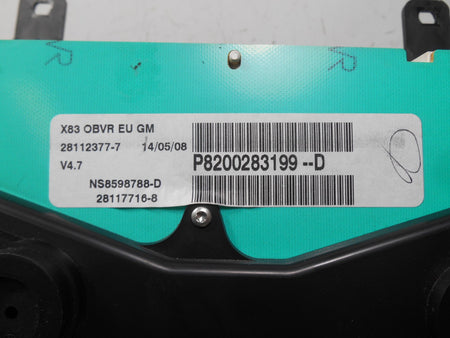 X83 OBVR EU GM
28112377-7 14/05/08
V4.7
P8200283199 --D
NS8598788-D
28117716-8